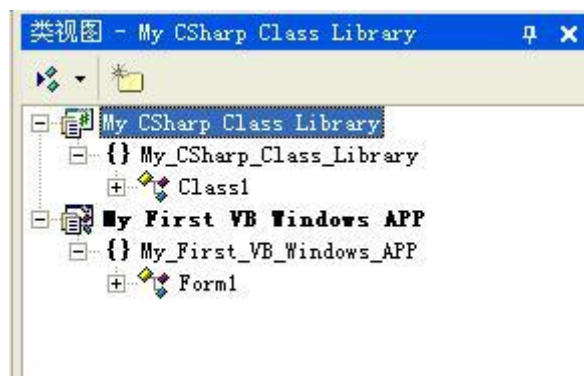 类视图 - My CSharp Class Library
My CSharp Class Library
{} My_CSharp_Class_Library
Class1
My First VB Windows APP
{} My_First_VB_Windows_APP
Form1